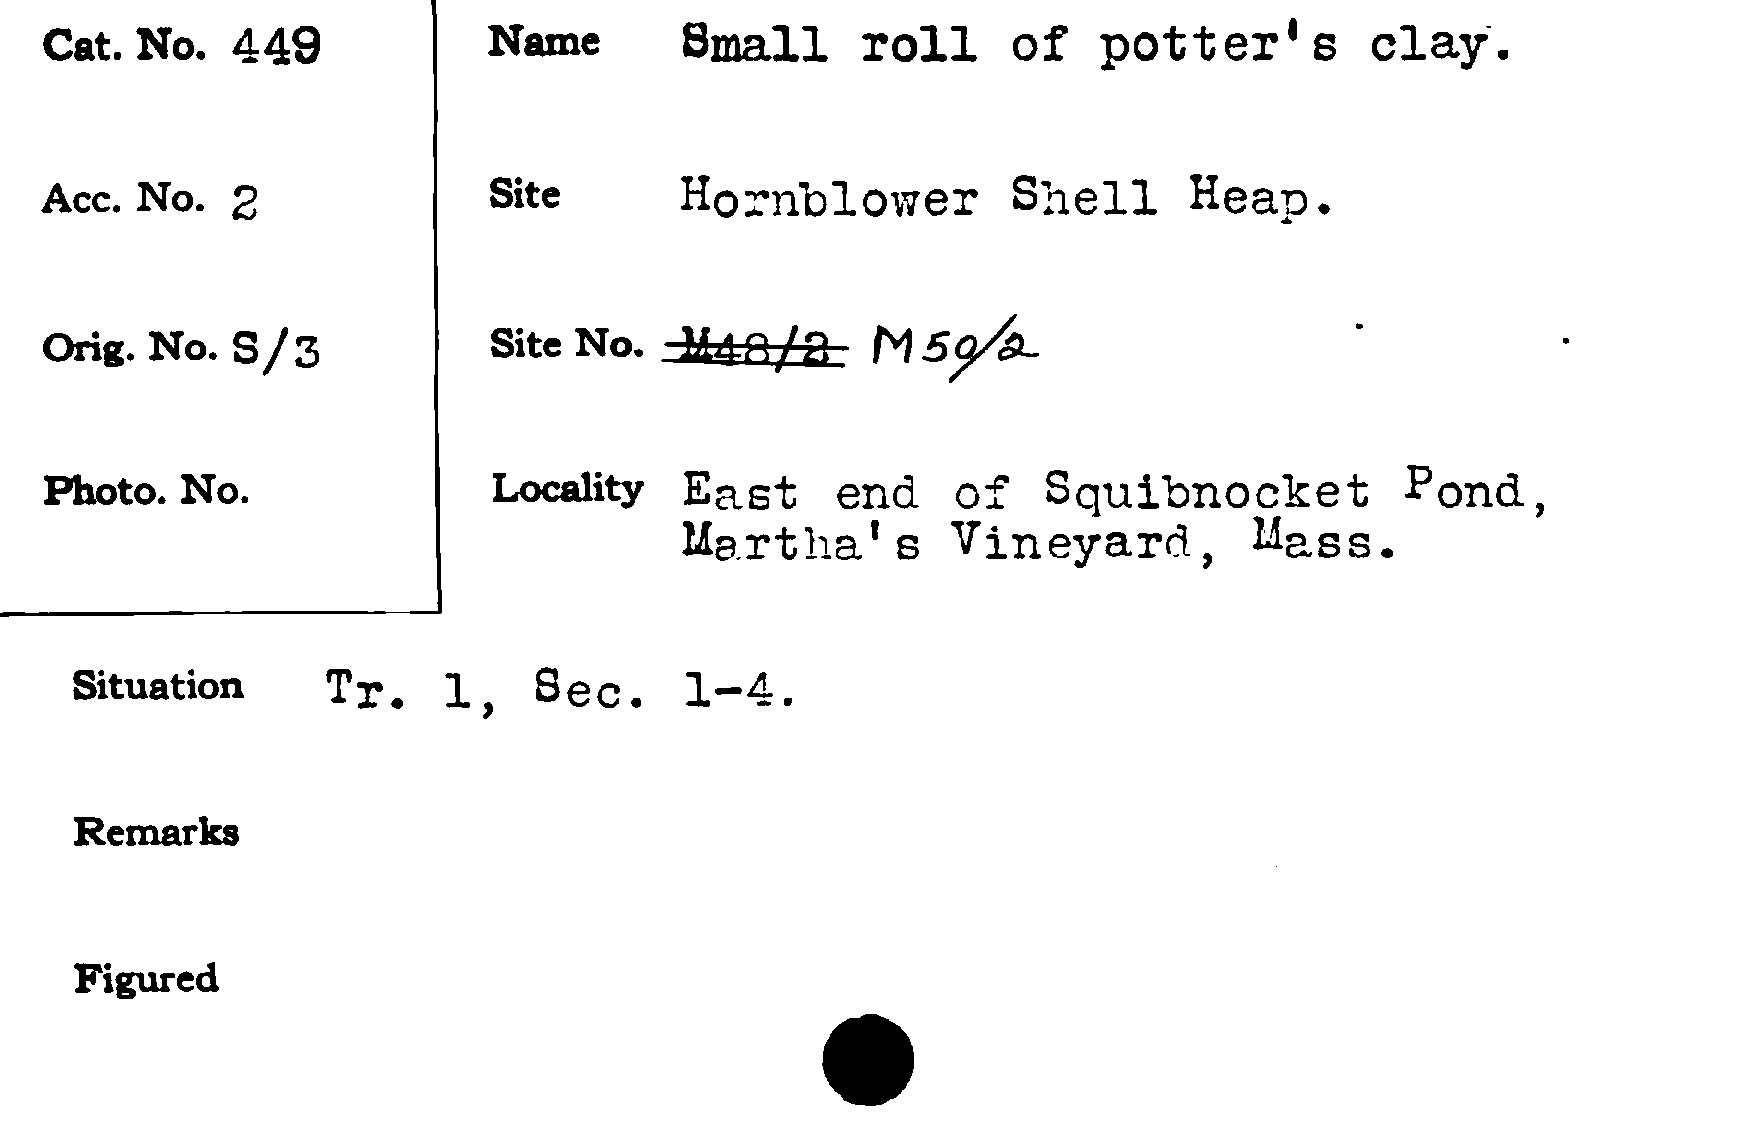 Cat. No. 449
Name Small roll of potter's clay.
Acc. No. 2
Site Hornblower Shell Heap.
Orig. No. S/3
Site No. M48/2 M50/2
Photo. No.
Locality East end of Squibnocket Pond,
Martha's Vineyard, Mass.
Situation Tr. 1, Sec. 1-4.
Remarks
Figured